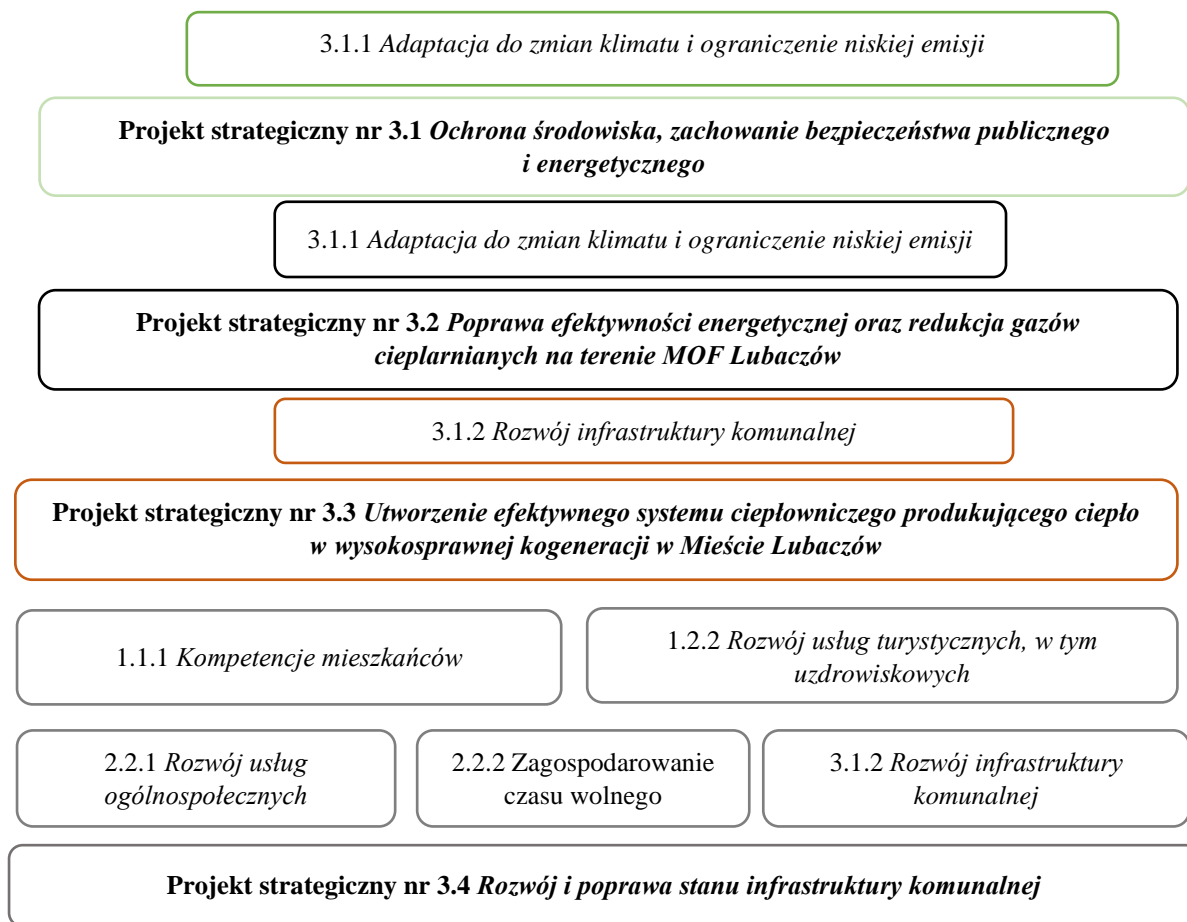 3.1.1 Adaptacja do zmian klimatu i ograniczenie niskiej emisji
Projekt strategiczny nr 3.1 Ochrona środowiska, zachowanie bezpieczeństwa publicznego
i energetycznego
3.1.1 Adaptacja do zmian klimatu i ograniczenie niskiej emisji
Projekt strategiczny nr 3.2 Poprawa efektywności energetycznej oraz redukcja gazów
cieplarnianych na terenie MOF Lubaczów
3.1.2 Rozwój infrastruktury komunalnej
Projekt strategiczny nr 3.3 Utworzenie efektywnego systemu ciepłowniczego produkującego ciepło
w wysokosprawnej kogeneracji w Mieście Lubaczów
1.1.1 Kompetencje mieszkańców
1.2.2 Rozwój usług turystycznych, w tym
uzdrowiskowych
2.2.1 Rozwój usług
ogólnospołecznych
2.2.2 Zagospodarowanie
czasu wolnego
3.1.2 Rozwój infrastruktury
komunalnej
Projekt strategiczny nr 3.4 Rozwój i poprawa stanu infrastruktury komunalnej